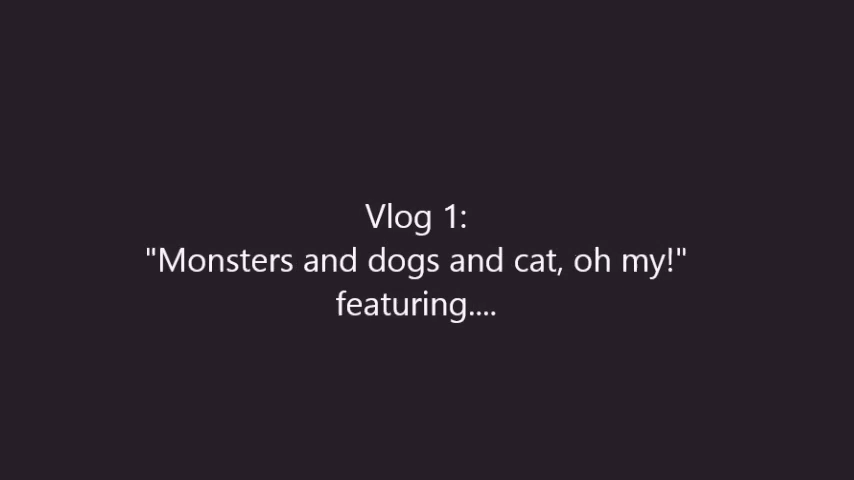 Vlog 1:
"Monsters and dogs and cat, oh my!"
featuring....